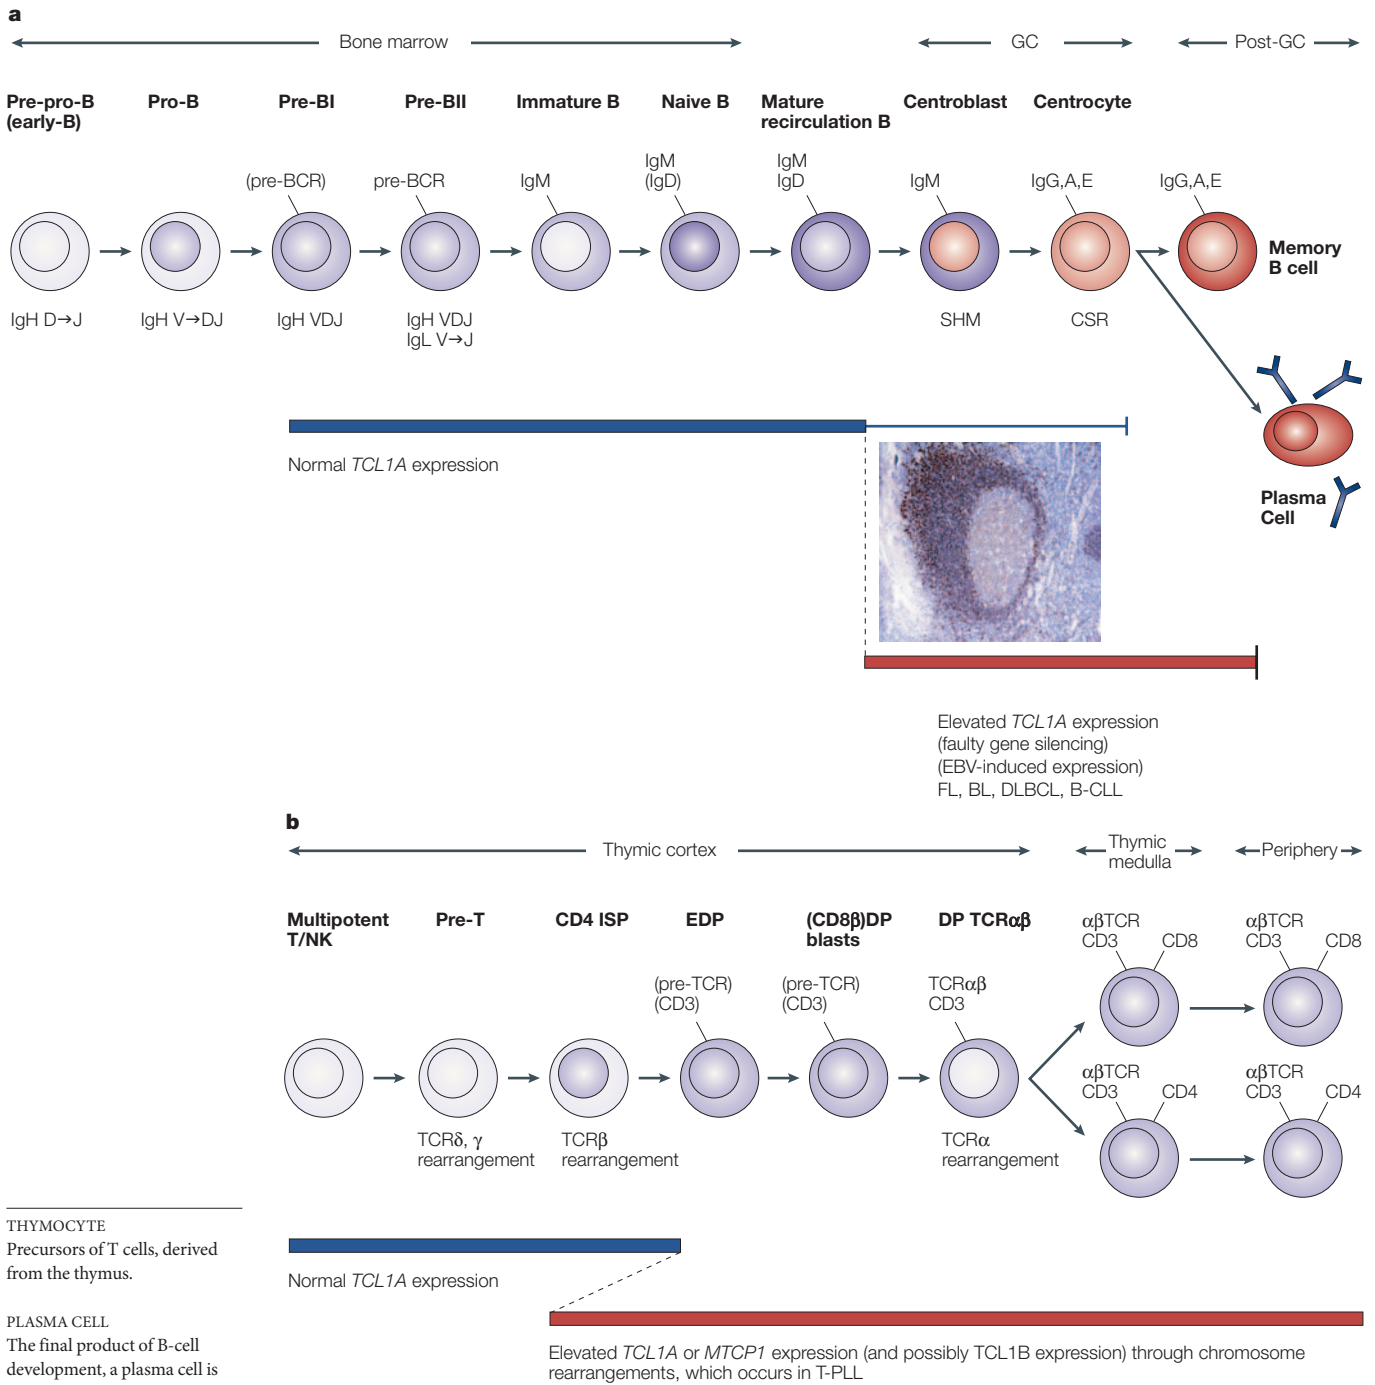 a
Bone marrow
GC
Post-GC
Pre-pro-B
(early-B)
Pro-B
Pre-BI
Pre-BII
Immature B
Naive B
Mature
recirculation B
Centroblast
Centrocyte
(pre-BCR)
pre-BCR
IgM
IgM
(IgD)
IgM
IgD
IgM
IgG,A,E
IgG,A,E
Memory
B cell
IgH D→J
IgH V→DJ
IgH VDJ
IgH VDJ
IgL V→J
SHM
CSR
Plasma
Cell
Normal TCL1A expression
Elevated TCL1A expression
(faulty gene silencing)
(EBV-induced expression)
FL, BL, DLBCL, B-CLL
b
Thymic cortex
Thymic
medulla
Periphery
Multipotent
T/NK
Pre-T
CD4 ISP
EDP
(CD8β)DP
blasts
DP TCRαβ
αβTCR
CD3
CD8
αβTCR
CD3
CD8
(pre-TCR)
(CD3)
(pre-TCR)
(CD3)
TCRαβ
CD3
αβTCR
CD3
CD4
αβTCR
CD3
CD4
TCRδ, γ
rearrangement
TCRβ
rearrangement
TCRα
rearrangement
Normal TCL1A expression
Elevated TCL1A or MTCP1 expression (and possibly TCL1B expression) through chromosome
rearrangements, which occurs in T-PLL
THYMOCYTE
Precursors of T cells, derived
from the thymus.
PLASMA CELL
The final product of B-cell
development, a plasma cell is